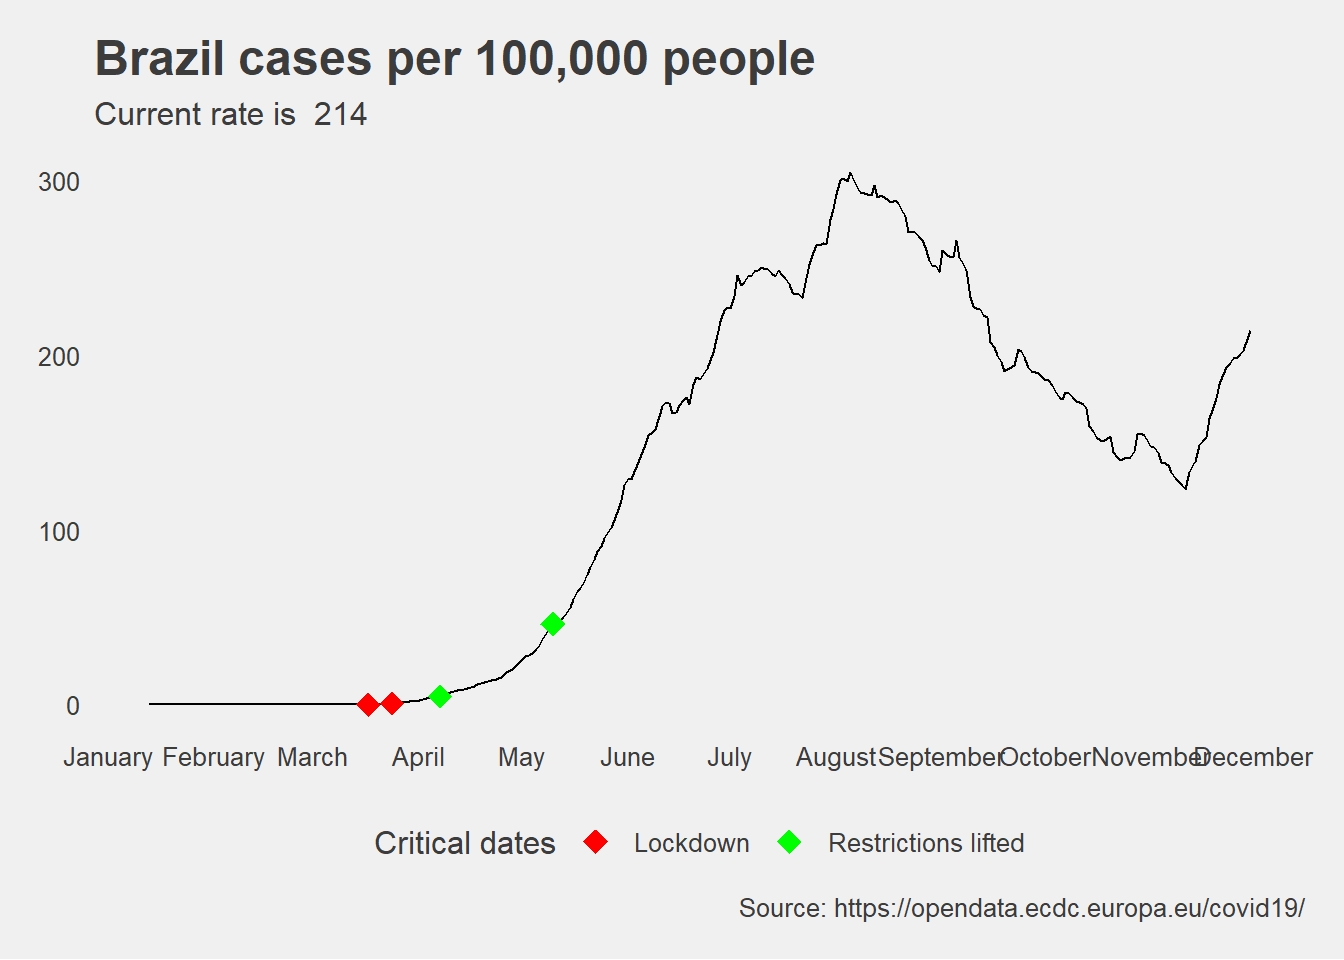 Brazil cases per 100,000 people
Current rate is  214
300
200
100
0
January February March April May June July August September October November December
Critical dates Lockdown Restrictions lifted
Source: https://opendata.ecdc.europa.eu/covid19/